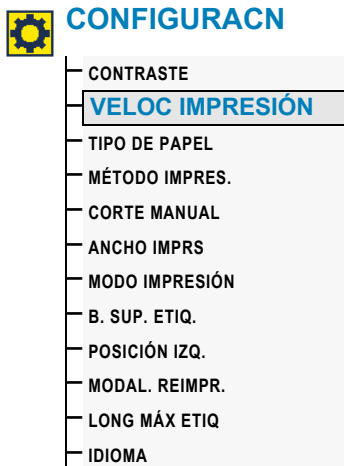 CONFIGURACN
CONTRASTE
VELOC IMPRESIÓN
TIPO DE PAPEL
MÉTODO IMPRES.
CORTE MANUAL
ANCHO IMPRS
MODO IMPRESIÓN
B. SUP. ETIQ.
POSICIÓN IZQ.
MODAL. REIMPR.
LONG MÁX ETIQ
IDIOMA